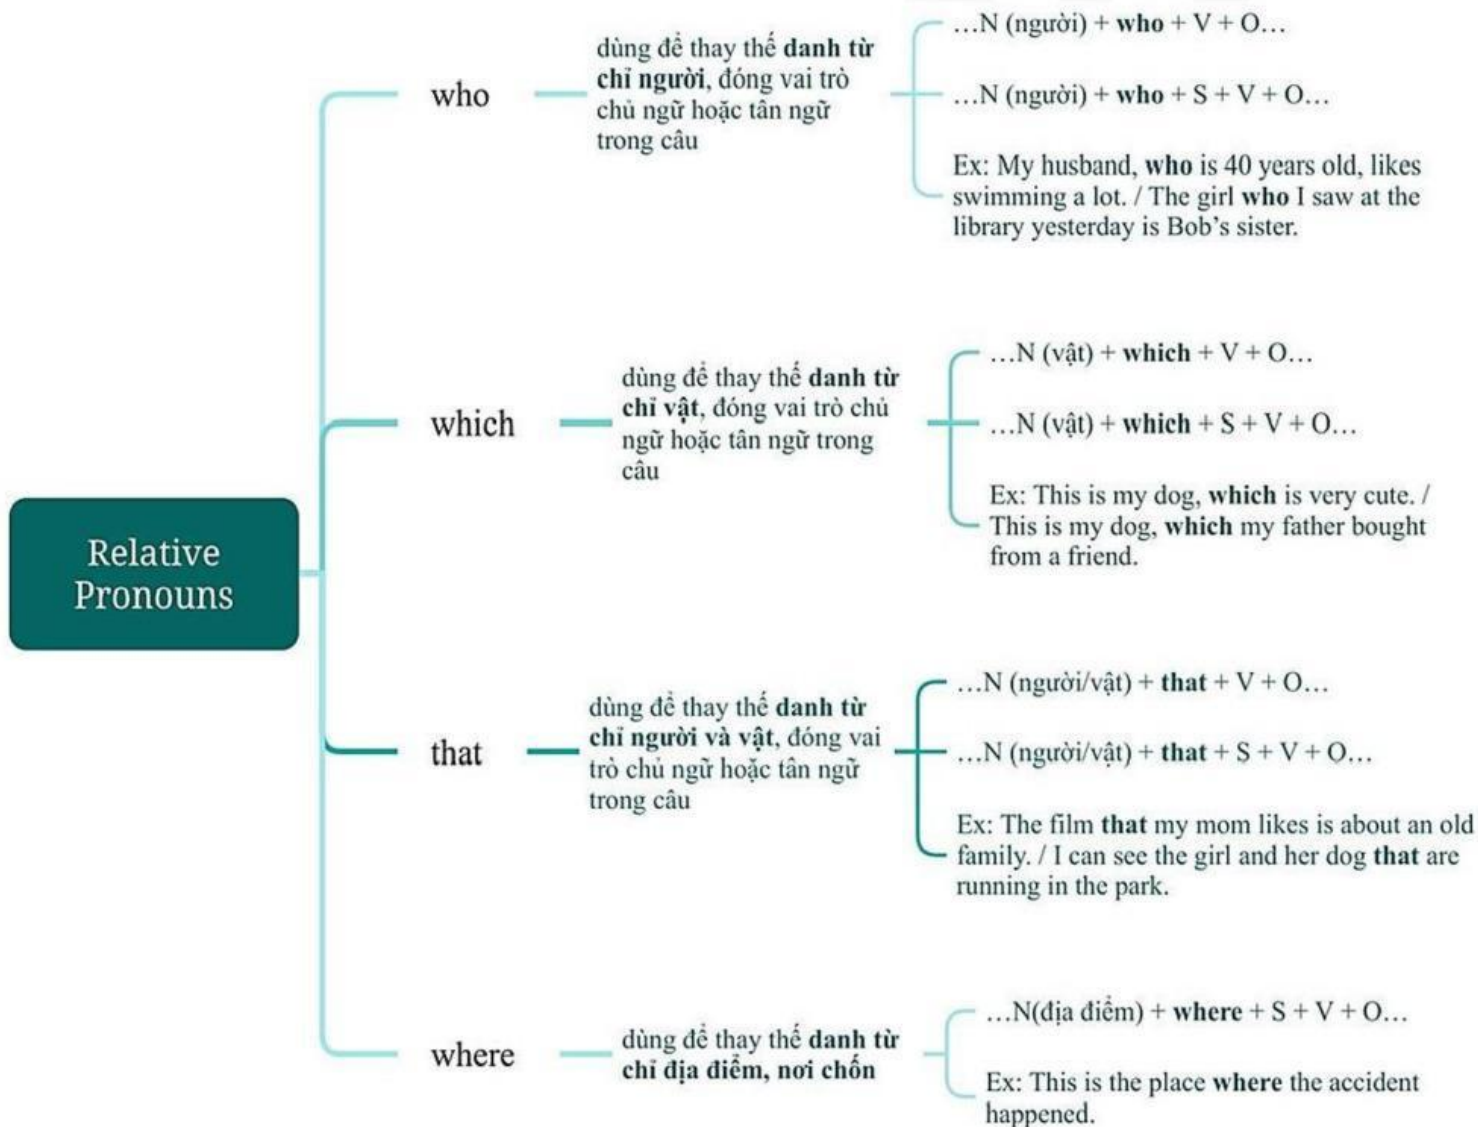 Relative
Pronouns
who
dùng để thay thế danh từ
chỉ người, đóng vai trò
chủ ngữ hoặc tân ngữ
trong câu
…N (người) + who + V + O…
…N (người) + who + S + V + O…
Ex: My husband, who is 40 years old, likes
swimming a lot. / The girl who I saw at the
library yesterday is Bob’s sister.
which
dùng để thay thế danh từ
chỉ vật, đóng vai trò chủ
ngữ hoặc tân ngữ trong
câu
…N (vật) + which + V + O…
…N (vật) + which + S + V + O…
Ex: This is my dog, which is very cute. /
This is my dog, which my father bought
from a friend.
that
dùng để thay thế danh từ
chỉ người và vật, đóng vai
trò chủ ngữ hoặc tân ngữ
trong câu
…N (người/vật) + that + V + O…
…N (người/vật) + that + S + V + O…
Ex: The film that my mom likes is about an old
family. / I can see the girl and her dog that are
running in the park.
where
dùng để thay thế danh từ
chỉ địa điểm, nơi chốn
…N(địa điểm) + where + S + V + O…
Ex: This is the place where the accident
happened.